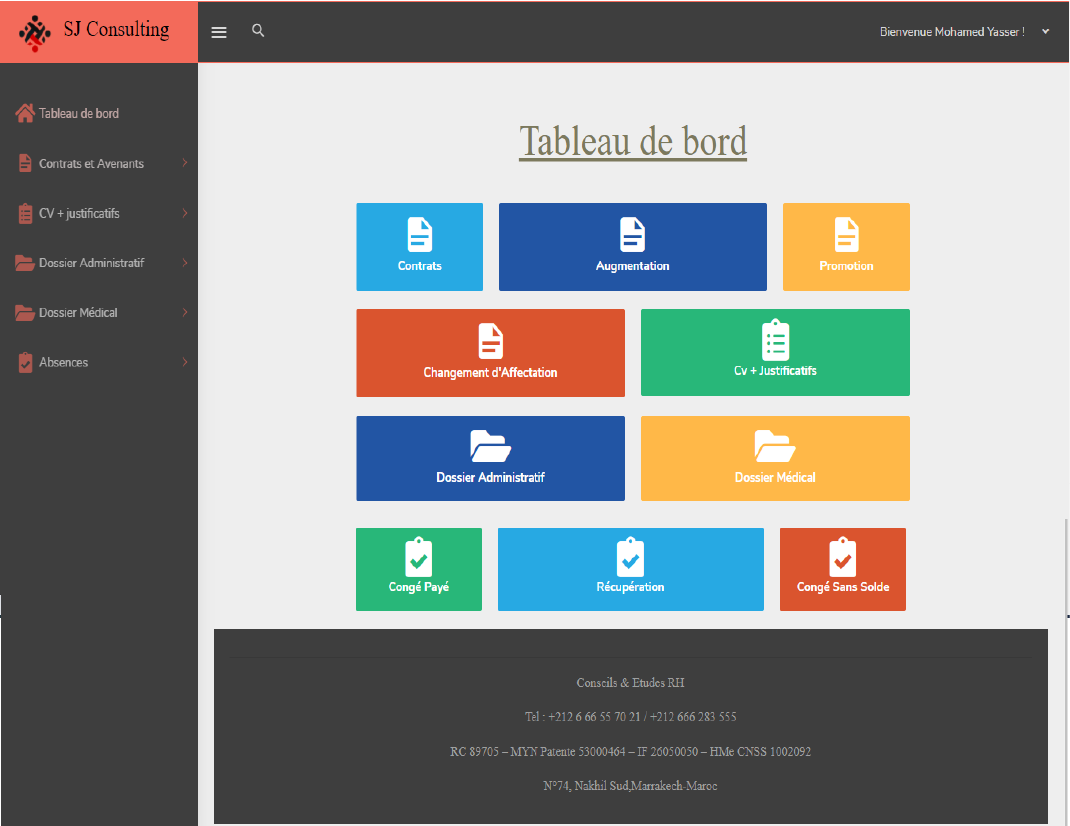 SJ Consulting
Bienvenue Mohamed Yasser !
Tableau de bord
Contrats et Avenants
CV + justificatifs
Dossier Administratif
Dossier Médical
Absences
Tableau de bord
Contrats
Augmentation
Promotion
Changement d'Affectation
Cv + Justificatifs
Dossier Administratif
Dossier Médical
Congé Payé
Récupération
Congé Sans Solde
Conseils & Etudes RH
Tel : +212 6 66 55 70 21 / +212 666 283 555
RC 89705 – MYN Patente 53000464 – IF 26050050 – HMe CNSS 1002092
N°74, Nakhil Sud,Marrakech-Maroc